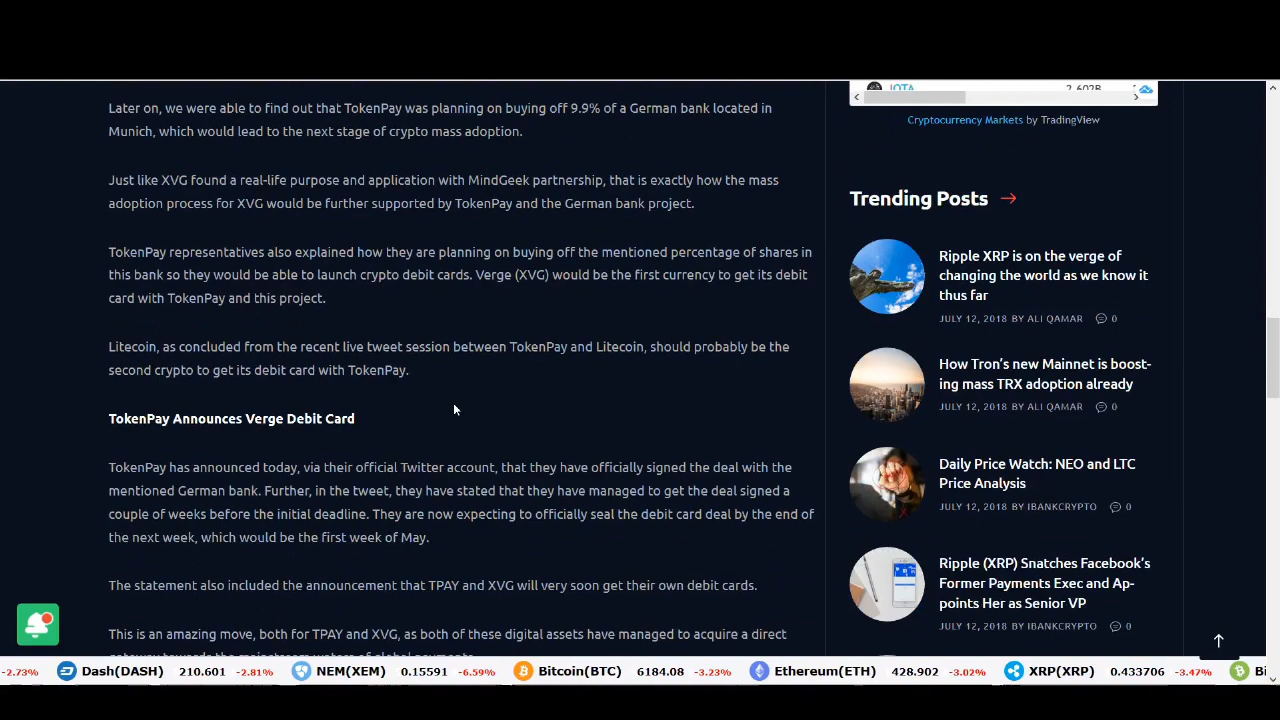 Later on, we were able to find out that TokenPay was planning on buying off 9.9% of a German bank located in
Munich, which would lead to the next stage of crypto mass adoption.
Just like XVG found a real-life purpose and application with MindGeek partnership, that is exactly how the mass
adoption process for XVG would be further supported by TokenPay and the German bank project.
TokenPay representatives also explained how they are planning on buying off the mentioned percentage of shares in
this bank so they would be able to launch crypto debit cards. Verge (XVG) would be the first currency to get its debit
card with TokenPay and this project.
Litecoin, as concluded from the recent live tweet session between TokenPay and Litecoin, should probably be the
second crypto to get its debit card with TokenPay.
TokenPay Announces Verge Debit Card
TokenPay has announced today, via their official Twitter account, that they have officially signed the deal with the
mentioned German bank. Further, in the tweet, they have stated that they have managed to get the deal signed a
couple of weeks before the initial deadline. They are now expecting to officially seal the debit card deal by the end of
the next week, which would be the first week of May.
The statement also included the announcement that TPAY and XVG will very soon get their own debit cards.
This is an amazing move, both for TPAY and XVG, as both of these digital assets have managed to acquire a direct
gateway towards the mainstream waters of global payments.
IOTA 2.602B
Cryptocurrency Markets by TradingView
Trending Posts
Ripple XRP is on the verge of
changing the world as we know it
thus far
JULY 12, 2018 BY ALI QAMAR 0
How Tron's new Mainnet is boost-
ing mass TRX adoption already
JULY 12, 2018 BY ALI QAMAR 0
Daily Price Watch: NEO and LTC
Price Analysis
JULY 12, 2018 BY IBANKCRYPTO 0
Ripple (XRP) Snatches Facebook's
Former Payments Exec and Ap-
points Her as Senior VP
JULY 12, 2018 BY IBANKCRYPTO 0
-2.73% Dash(DASH) 210.601 -2.81% NEM(XEM) 0.15591 -6.59% Bitcoin(BTC) 6184.08 -3.23% Ethereum(ETH) 428.902 -3.02% XRP(XRP) 0.433706 -3.47% Bi